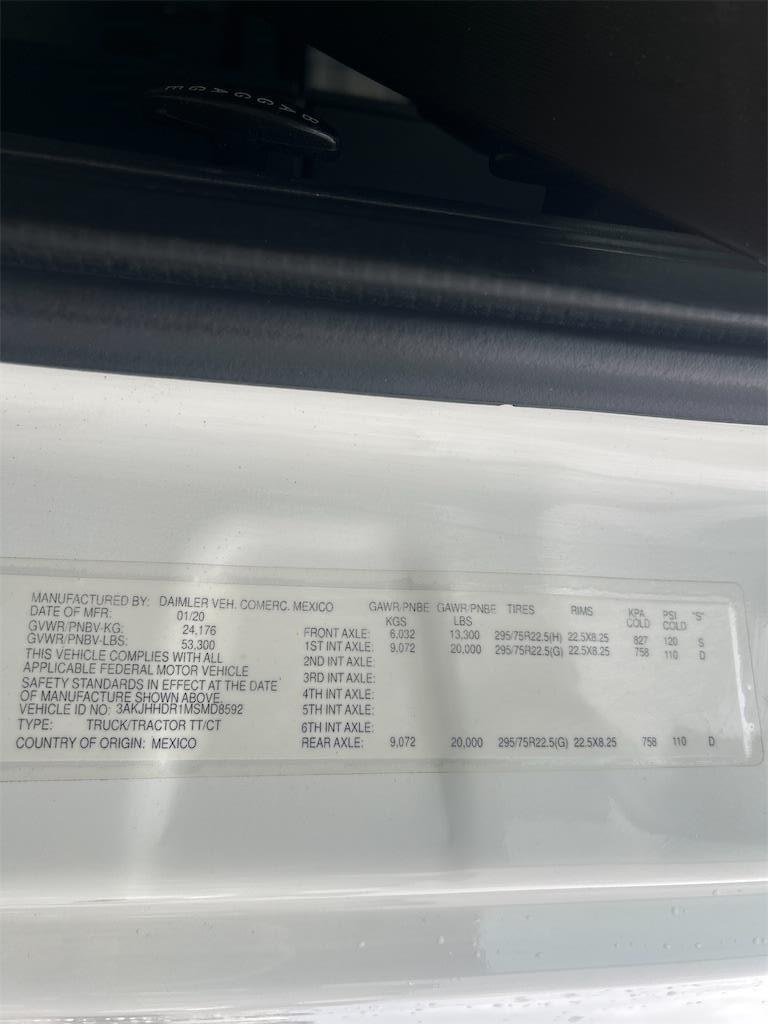 MANUFACTURED BY: DAIMLER VEH. COMERC. MEXICO
DATE OF MFR: 01/20
GVWR/PNBV-KG: 24,176
GVWR/PNBV-LBS: 53,300
THIS VEHICLE COMPLIES WITH ALL
APPLICABLE FEDERAL MOTOR VEHICLE
SAFETY STANDARDS IN EFFECT AT THE DATE
OF MANUFACTURE SHOWN ABOVE.
VEHICLE ID NO: 3AKJHHDR1MSMD8592
TYPE: TRUCK/TRACTOR TT/CT
COUNTRY OF ORIGIN: MEXICO
GAWR/PNBE GAWR/PNBE TIRES RIMS KPA PSI "S"
KGS LBS COLD COLD
FRONT AXLE: 6,032 13,300 295/75R22.5(H) 22.5X8.25 827 120 S
1ST INT AXLE: 9,072 20,000 295/75R22.5(G) 22.5X8.25 758 110 D
2ND INT AXLE:
3RD INT AXLE:
4TH INT AXLE:
5TH INT AXLE:
6TH INT AXLE:
REAR AXLE: 9,072 20,000 295/75R22.5(G) 22.5X8.25 758 110 D